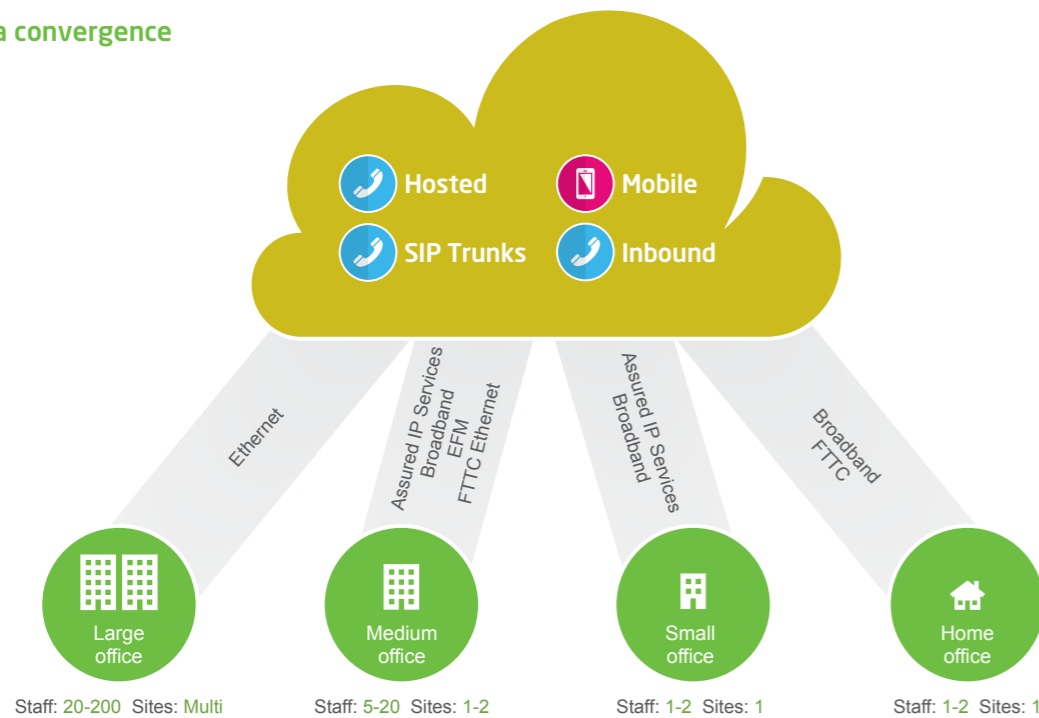 a convergence
Hosted
Mobile
SIP Trunks
Inbound
Ethernet
Assured IP Services
Broadband
EFM
FTTC Ethernet
Assured IP Services
Broadband
Broadband
FTTC
Large
office
Medium
office
Small
office
Home
office
Staff: 20-200 Sites: Multi
Staff: 5-20 Sites: 1-2
Staff: 1-2 Sites: 1
Staff: 1-2 Sites: 1